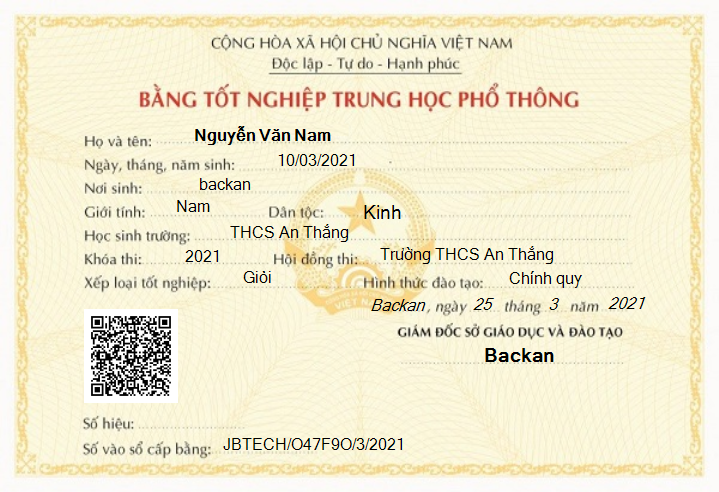 CỘNG HÒA XÃ HỘI CHỦ NGHĨA VIỆT NAM
Độc lập - Tự do - Hạnh phúc
BẰNG TỐT NGHIỆP TRUNG HỌC PHỔ THÔNG
Họ và tên: Nguyễn Văn Nam
Ngày, tháng, năm sinh: 10/03/2021
Nơi sinh: backan
Giới tính: Nam Dân tộc: Kinh
Học sinh trường: THCS An Thắng
Khóa thi: 2021 Hội đồng thi: Trường THCS An Thắng
Xếp loại tốt nghiệp: Giỏi Hình thức đào tạo: Chính quy
VIỆT NAM
Backan, ngày 25 tháng 3 năm 2021
GIÁM ĐỐC SỞ GIÁO DỤC VÀ ĐÀO TẠO
Backan
Số hiệu:
Số vào sổ cấp bằng: JBTECH/O47F9O/3/2021